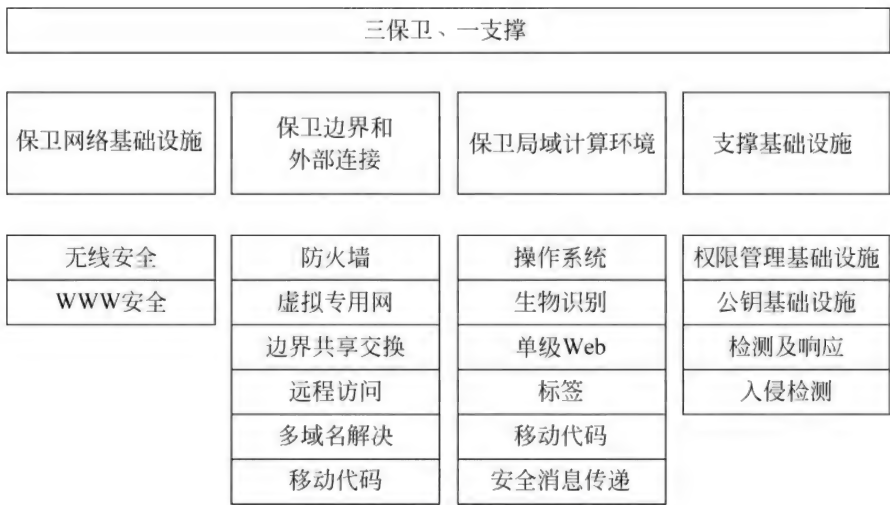 三保卫、一支撑
保卫网络基础设施
保卫边界和
外部连接
保卫局域计算环境
支撑基础设施
无线安全
WWW安全
防火墙
虚拟专用网
边界共享交换
远程访问
多域名解决
移动代码
操作系统
生物识别
单级Web
标签
移动代码
安全消息传递
权限管理基础设施
公钥基础设施
检测及响应
入侵检测